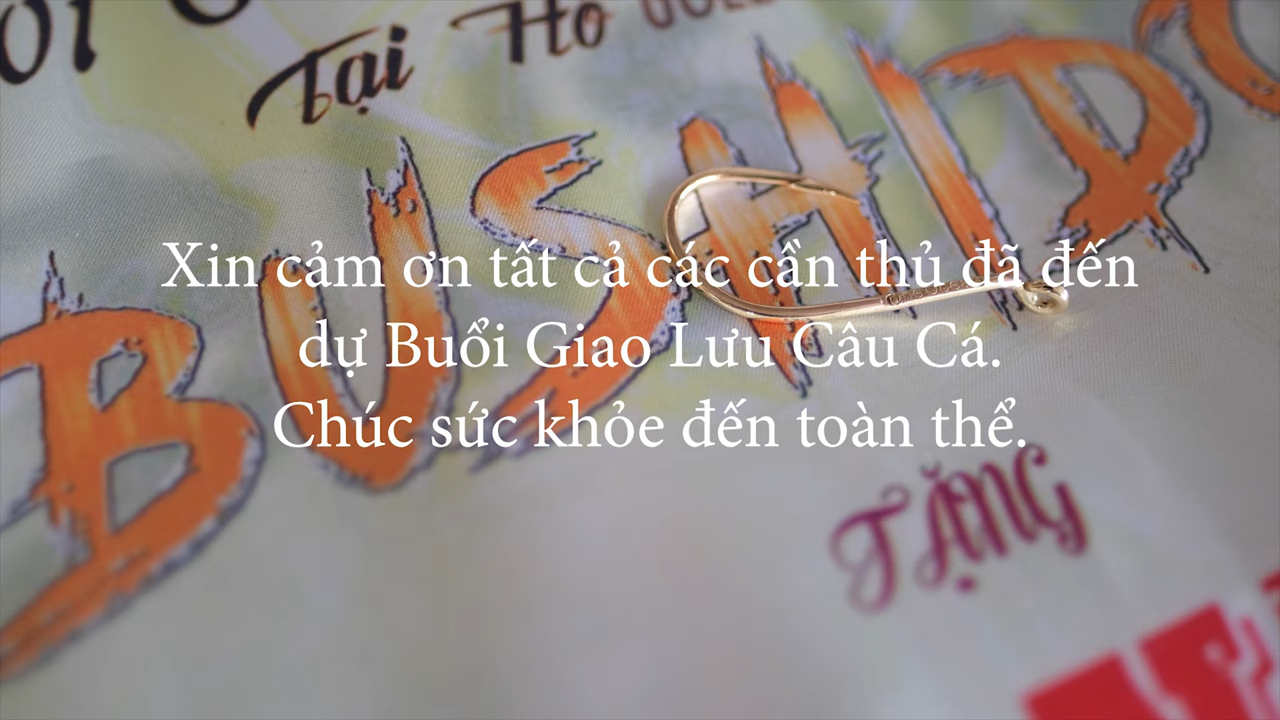 Tại Hồ
BUSHIDO
Xin cảm ơn tất cả các cần thủ đã đến
dự Buổi Giao Lưu Câu Cá.
Chúc sức khỏe đến toàn thể.
TẶNG